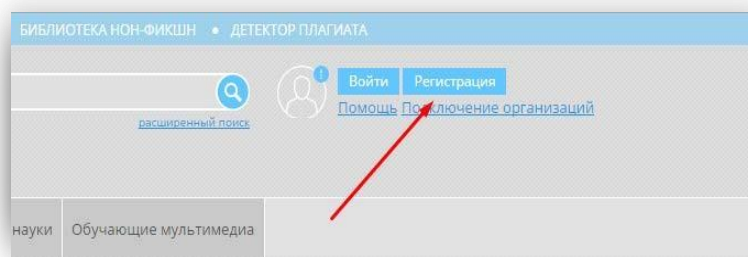 БИБЛИОТЕКА НОН-ФИКШН • ДЕТЕКТОР ПЛАГИАТА
! Войти Регистрация
Помощь Подключение организаций
расширенный поиск
науки Обучающие мультимедиа